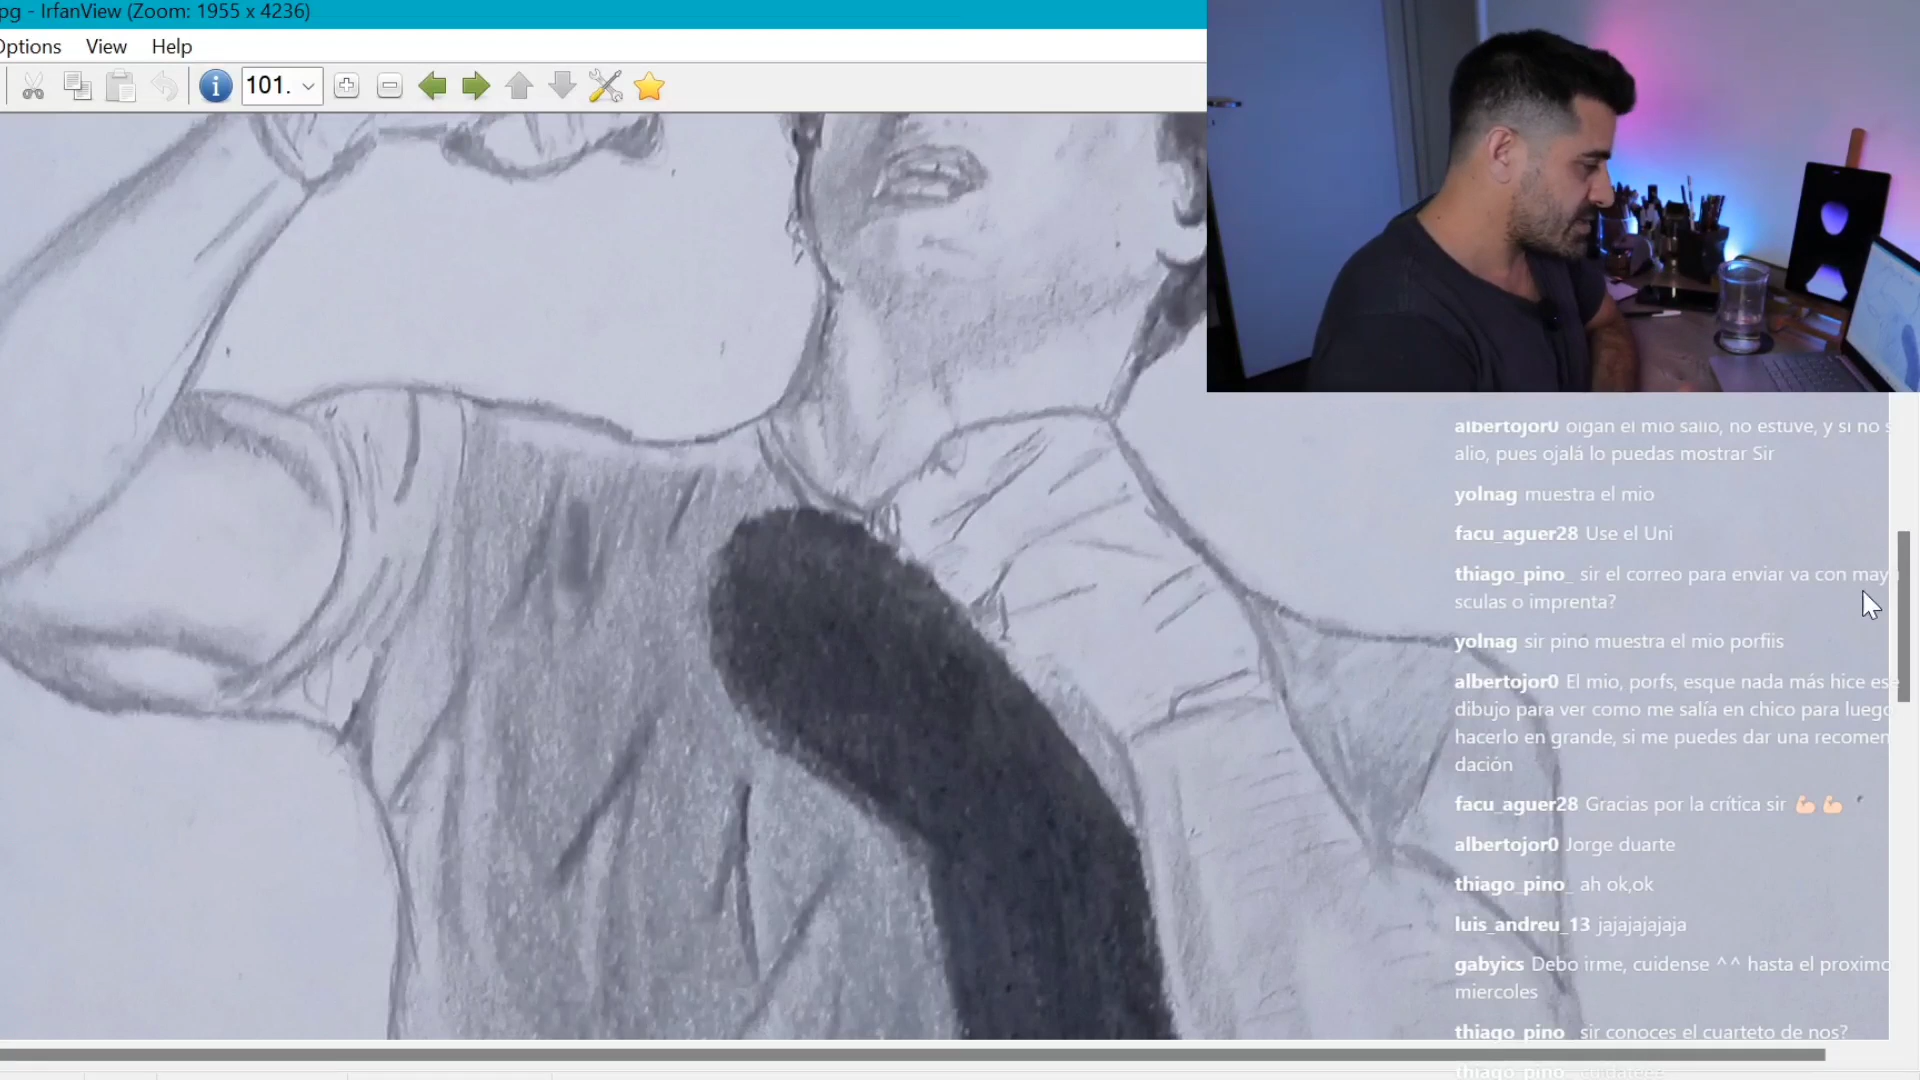 pg - IrfanView (Zoom: 1955 x 4236)
Options View Help
101.
albertojor0 oigan el mio salio, no estuve, y si no s
alio, pues ojalá lo puedas mostrar Sir
yolnag muestra el mio
facu_aguer28 Use el Uni
thiago_pino_ sir el correo para enviar va con mayu
sculas o imprenta?
yolnag sir pino muestra el mio porfiis
albertojor0 El mio, porfs, esque nada más hice ese
dibujo para ver como me salía en chico para luego
hacerlo en grande, si me puedes dar una recomen
dación
facu_aguer28 Gracias por la crítica sir 💪🏻 💪🏻
albertojor0 Jorge duarte
thiago_pino_ ah ok,ok
luis_andreu_13 jajajajajaja
gabyics Debo irme, cuidense ^^ hasta el proximo
miercoles
thiago_pino_ sir conoces el cuarteto de nos?
thiago_pino_